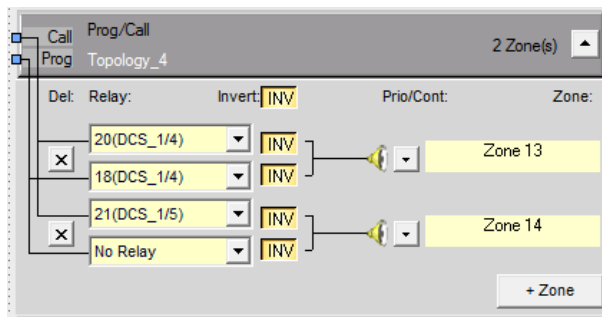 Call Prog/Call 2 Zone(s)
Prog Topology_4
Del: Relay: Invert: INV Prio/Cont: Zone:
20(DCS_1/4) INV Zone 13
X
18(DCS_1/4) INV
21(DCS_1/5) INV Zone 14
X
No Relay INV
+ Zone